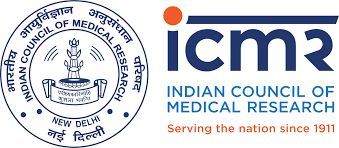 भारतीय आयुर्विज्ञान अनुसंधान परिषद
INDIAN COUNCIL OF MEDICAL RESEARCH
NEW DELHI
नई दिल्ली
icmr
INDIAN COUNCIL OF
MEDICAL RESEARCH
Serving the nation since 1911